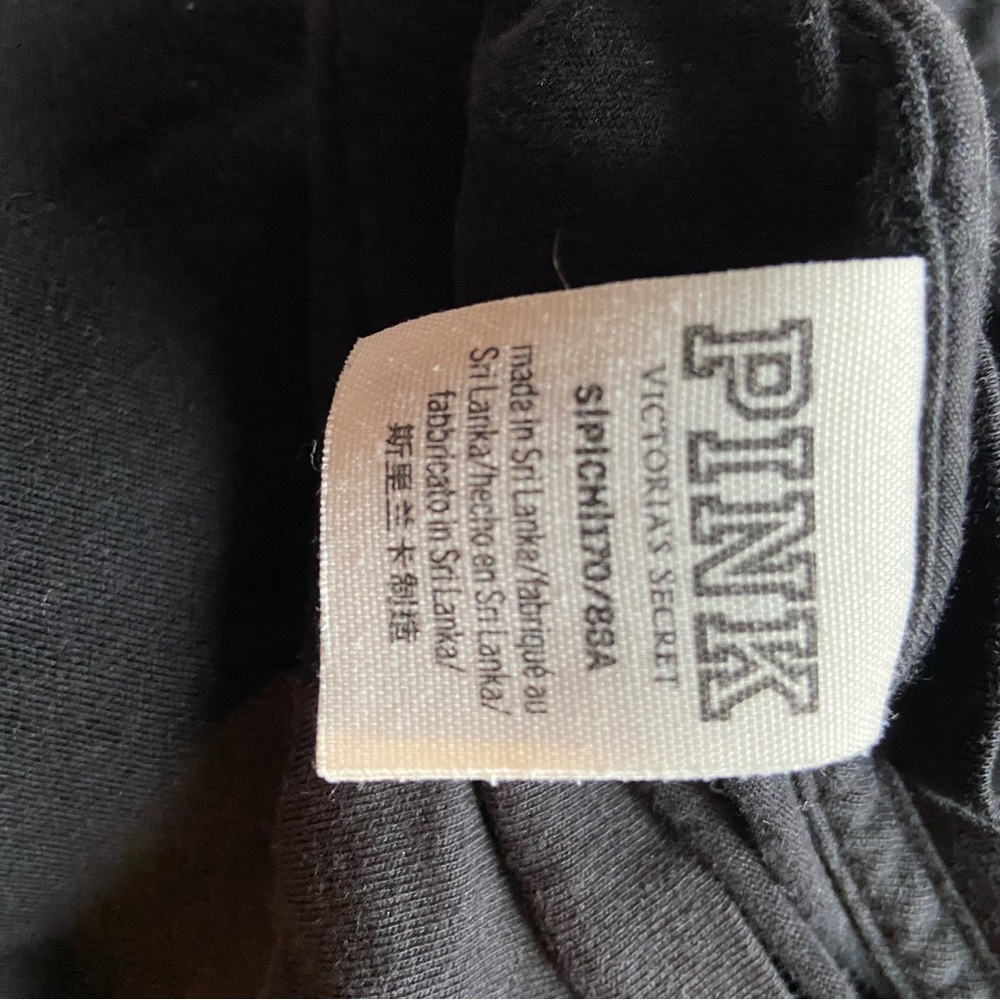 PINK
VICTORIA'S SECRET
S|P|CH|170/88A
made in Sri Lanka/fabriqué au
Sri Lanka/hecho en Sri Lanka/
fabbricato in Sri Lanka/
斯里兰卡制造